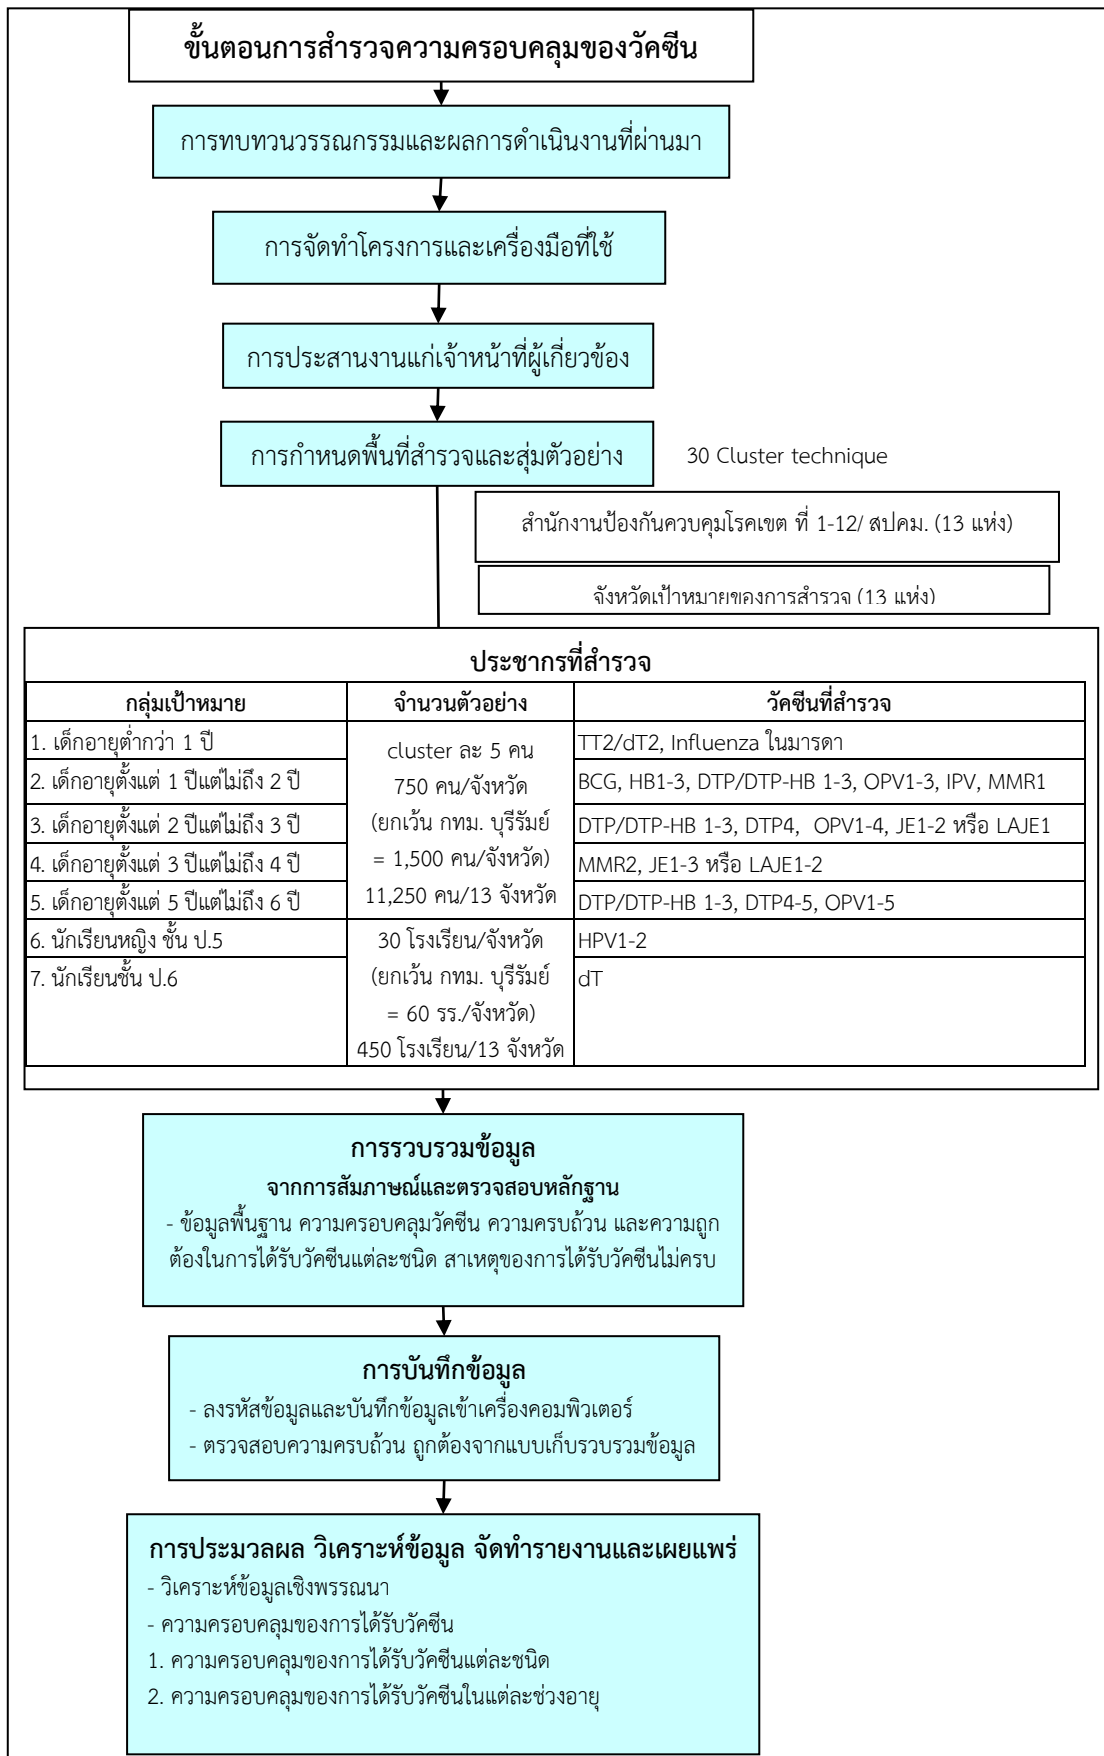 ขั้นตอนการสำรวจความครอบคลุมของวัคซีน
การทบทวนวรรณกรรมและผลการดำเนินงานที่ผ่านมา
การจัดทำโครงการและเครื่องมือที่ใช้
การประสานงานแก่เจ้าหน้าที่ผู้เกี่ยวข้อง
การกำหนดพื้นที่สำรวจและสุ่มตัวอย่าง
30 Cluster technique
สำนักงานป้องกันควบคุมโรคเขต ที่ 1-12/ สปคม. (13 แห่ง)
จังหวัดเป้าหมายของการสำรวจ (13 แห่ง)
ประชากรที่สำรวจ
กลุ่มเป้าหมาย จำนวนตัวอย่าง วัคซีนที่สำรวจ
1. เด็กอายุต่ำกว่า 1 ปี
2. เด็กอายุตั้งแต่ 1 ปีแต่ไม่ถึง 2 ปี
3. เด็กอายุตั้งแต่ 2 ปีแต่ไม่ถึง 3 ปี
4. เด็กอายุตั้งแต่ 3 ปีแต่ไม่ถึง 4 ปี
5. เด็กอายุตั้งแต่ 5 ปีแต่ไม่ถึง 6 ปี
cluster ละ 5 คน
750 คน/จังหวัด
(ยกเว้น กทม. บุรีรัมย์
= 1,500 คน/จังหวัด)
11,250 คน/13 จังหวัด
TT2/dT2, Influenza ในมารดา
BCG, HB1-3, DTP/DTP-HB 1-3, OPV1-3, IPV, MMR1
DTP/DTP-HB 1-3, DTP4, OPV1-4, JE1-2 หรือ LAJE1
MMR2, JE1-3 หรือ LAJE1-2
DTP/DTP-HB 1-3, DTP4-5, OPV1-5
6. นักเรียนหญิง ชั้น ป.5
7. นักเรียนชั้น ป.6
30 โรงเรียน/จังหวัด
(ยกเว้น กทม. บุรีรัมย์
= 60 รร./จังหวัด)
450 โรงเรียน/13 จังหวัด
HPV1-2
dT
การรวบรวมข้อมูล
จากการสัมภาษณ์และตรวจสอบหลักฐาน
- ข้อมูลพื้นฐาน ความครอบคลุมวัคซีน ความครบถ้วน และความถูก
ต้องในการได้รับวัคซีนแต่ละชนิด สาเหตุของการได้รับวัคซีนไม่ครบ
การบันทึกข้อมูล
- ลงรหัสข้อมูลและบันทึกข้อมูลเข้าเครื่องคอมพิวเตอร์
- ตรวจสอบความครบถ้วน ถูกต้องจากแบบเก็บรวบรวมข้อมูล
การประมวลผล วิเคราะห์ข้อมูล จัดทำรายงานและเผยแพร่
- วิเคราะห์ข้อมูลเชิงพรรณนา
- ความครอบคลุมของการได้รับวัคซีน
1. ความครอบคลุมของการได้รับวัคซีนแต่ละชนิด
2. ความครอบคลุมของการได้รับวัคซีนในแต่ละช่วงอายุ